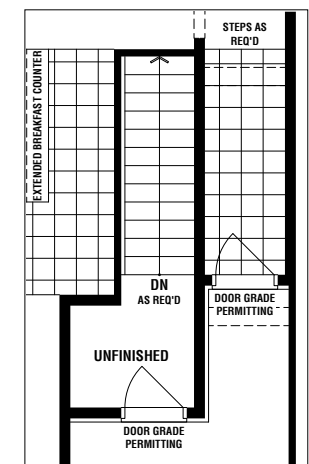 STEPS AS
REQ'D
EXTENDED BREAKFAST COUNTER
DN
AS REQ'D
DOOR GRADE
PERMITTING
UNFINISHED
DOOR GRADE
PERMITTING